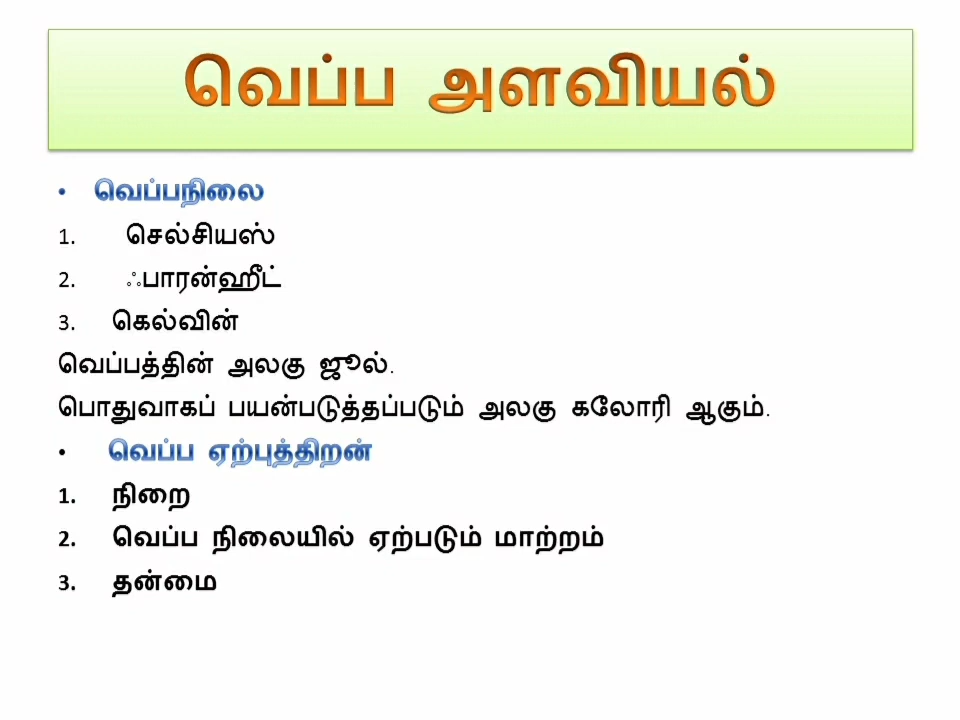 வெப்ப அளவியல்
• வெப்பநிலை
1. செல்சியஸ்
2. ஃபாரன்ஹீட்
3. கெல்வின்
வெப்பத்தின் அலகு ஜூல்.
பொதுவாகப் பயன்படுத்தப்படும் அலகு கலோரி ஆகும்.
• வெப்ப ஏற்புத்திறன்
1. நிறை
2. வெப்ப நிலையில் ஏற்படும் மாற்றம்
3. தன்மை